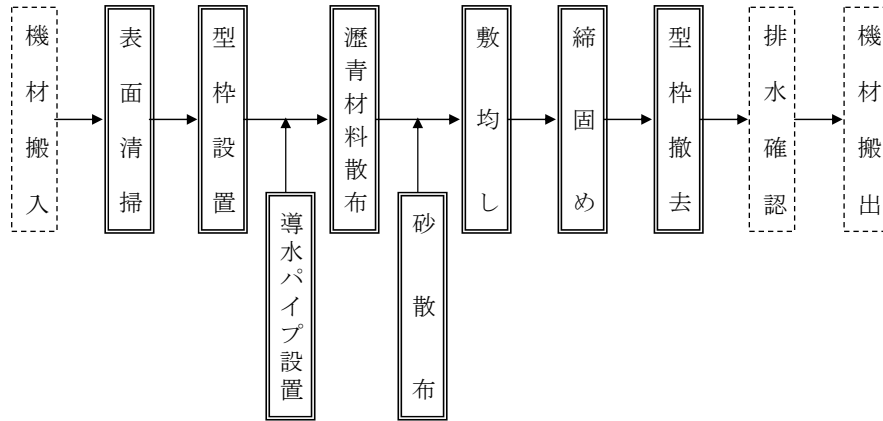 機材搬入
表面清掃
型枠設置
導水パイプ設置
瀝青材料散布
砂散布
敷均し
締固め
型枠撤去
排水確認
機材搬出